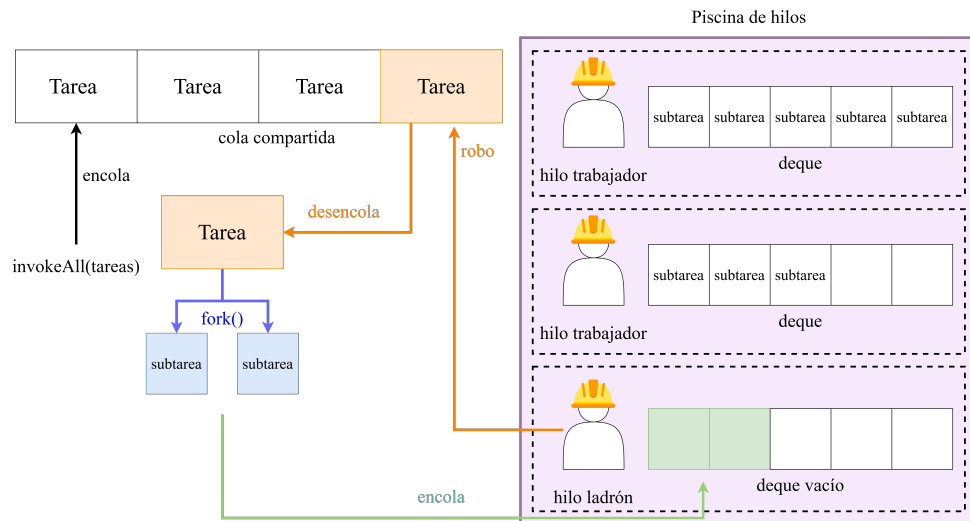 Piscina de hilos
Tarea
Tarea
Tarea
Tarea
cola compartida
encola
invokeAll(tareas)
robo
desencola
Tarea
fork()
subtarea
subtarea
encola
subtarea
subtarea
subtarea
subtarea
subtarea
deque
hilo trabajador
subtarea
subtarea
subtarea
deque
hilo trabajador
deque vacío
hilo ladrón